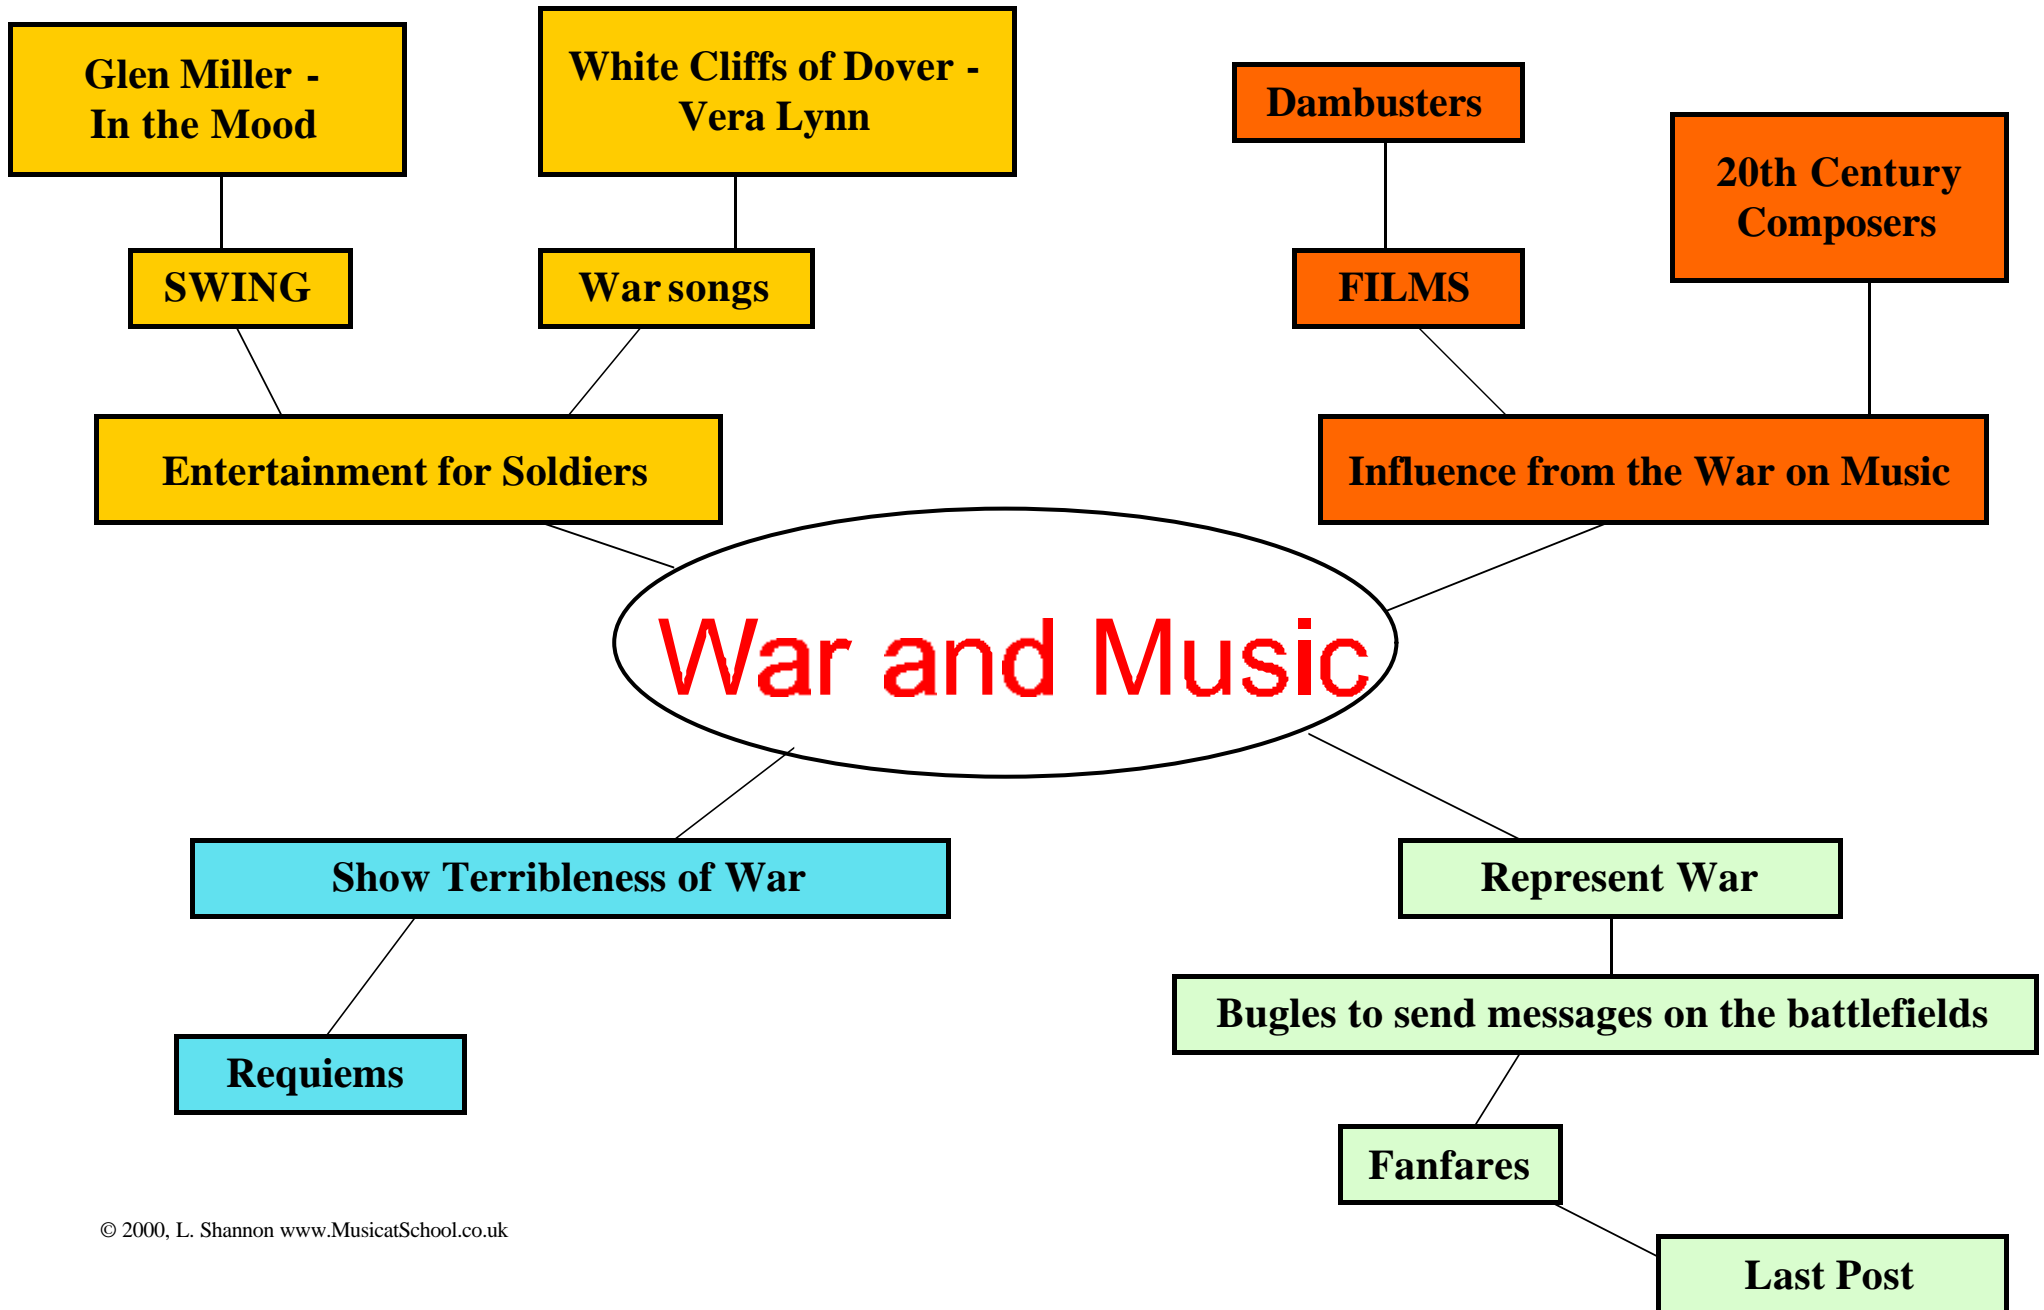 Glen Miller -
In the Mood
White Cliffs of Dover -
Vera Lynn
Dambusters
20th Century
Composers
SWING
War songs
FILMS
Entertainment for Soldiers
Influence from the War on Music
War and Music
Show Terribleness of War
Represent War
Bugles to send messages on the battlefields
Requiems
Fanfares
© 2000, L. Shannon www.MusicatSchool.co.uk
Last Post